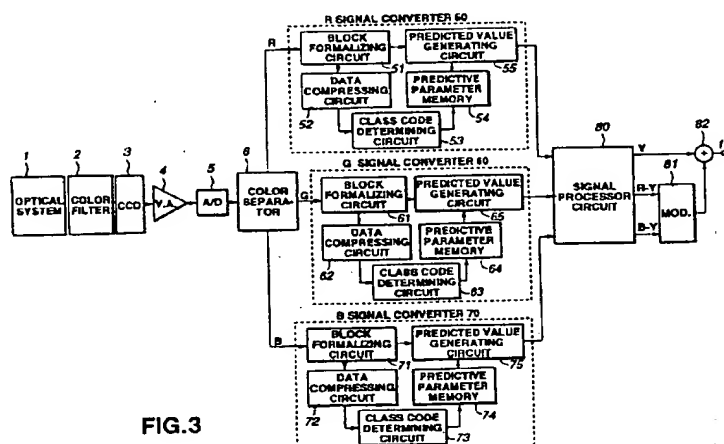 R SIGNAL CONVERTER 50
R
BLOCK
FORMALIZING
CIRCUIT
51
PREDICTED VALUE
GENERATING
CIRCUIT
55
DATA
COMPRESSING
CIRCUIT
52
PREDICTIVE
PARAMETER
MEMORY
54
CLASS CODE
DETERMINING
CIRCUIT
53
1
OPTICAL
SYSTEM
2
COLOR
FILTER
3
CCD
4
V.A.
5
A/D
6
COLOR
SEPARA-
TOR
G SIGNAL CONVERTER 60
G
BLOCK
FORMALIZING
CIRCUIT
61
PREDICTED VALUE
GENERATING
CIRCUIT
65
DATA
COMPRESSING
CIRCUIT
62
PREDICTIVE
PARAMETER
MEMORY
64
CLASS CODE
DETERMINING
CIRCUIT
63
B SIGNAL CONVERTER 70
B
BLOCK
FORMALIZING
CIRCUIT
71
PREDICTED VALUE
GENERATING
CIRCUIT
75
DATA
COMPRESSING
CIRCUIT
72
PREDICTIVE
PARAMETER
MEMORY
74
CLASS CODE
DETERMINING
CIRCUIT
73
80
SIGNAL
PROCESSOR
CIRCUIT
Y
R-Y
B-Y
81
MOD.
82
+
FIG.3